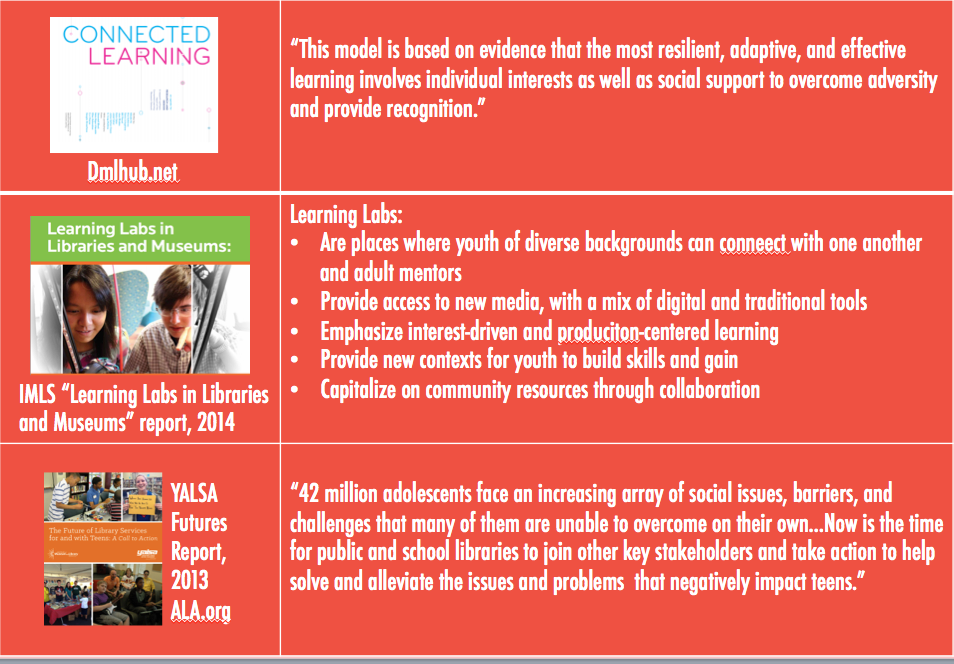 CONNECTED
LEARNING
Dmlhub.net
“This model is based on evidence that the most resilient, adaptive, and effective
learning involves individual interests as well as social support to overcome adversity
and provide recognition.”
Learning Labs in
Libraries and Museums:
IMLS “Learning Labs in Libraries
and Museums” report, 2014
Learning Labs:
• Are places where youth of diverse backgrounds can conneect with one another
and adult mentors
• Provide access to new media, with a mix of digital and traditional tools
• Emphasize interest-driven and produciton-centered learning
• Provide new contexts for youth to build skills and gain
• Capitalize on community resources through collaboration
The Future of Library Services
for and with Teens: A Call to Action
yalsa
YALSA
Futures
Report,
2013
ALA.org
“42 million adolescents face an increasing array of social issues, barriers, and
challenges that many of them are unable to overcome on their own...Now is the time
for public and school libraries to join other key stakeholders and take action to help
solve and alleviate the issues and problems  that negatively impact teens.”